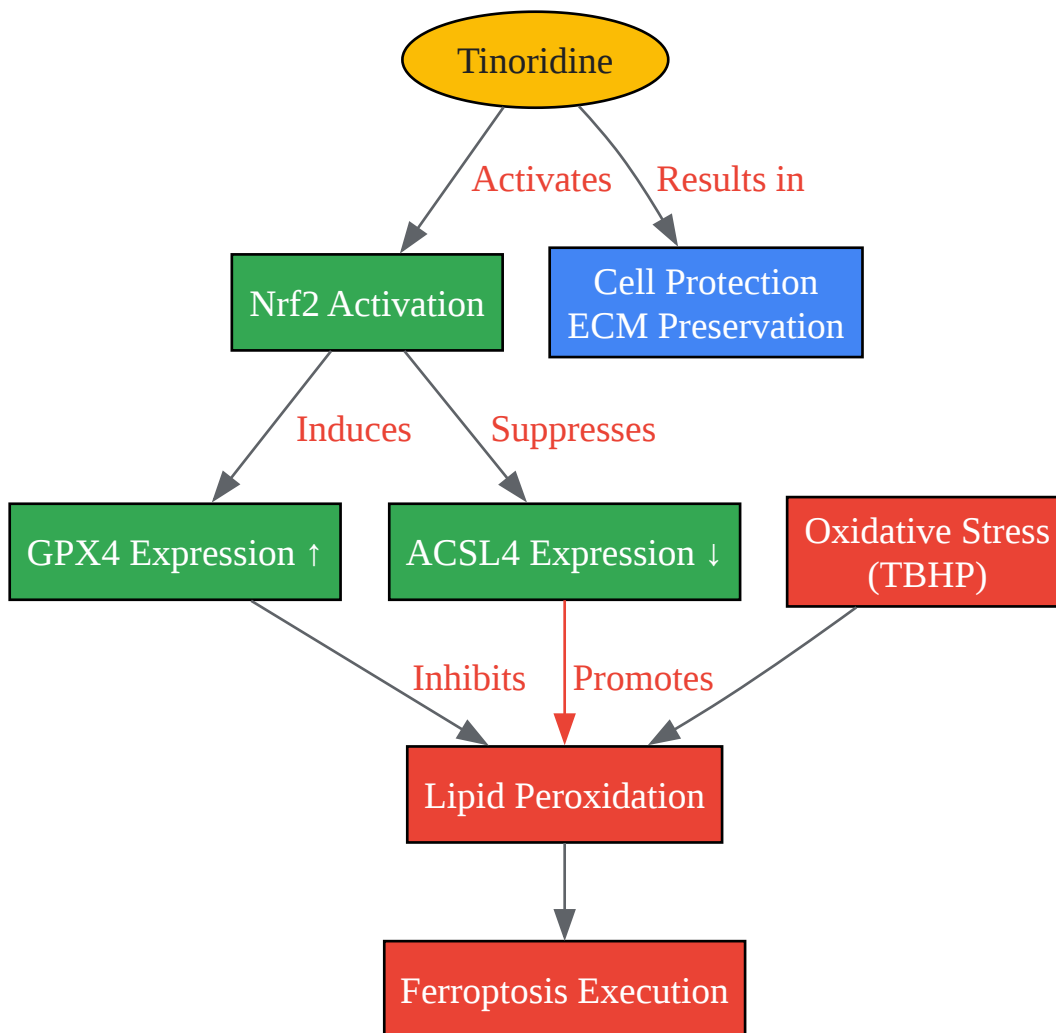 Tinoridine
Activates
Results in
Nrf2 Activation
Cell Protection
ECM Preservation
Induces
Suppresses
GPX4 Expression ↑
ACSL4 Expression ↓
Oxidative Stress
(TBHP)
Inhibits
Promotes
Lipid Peroxidation
Ferroptosis Execution